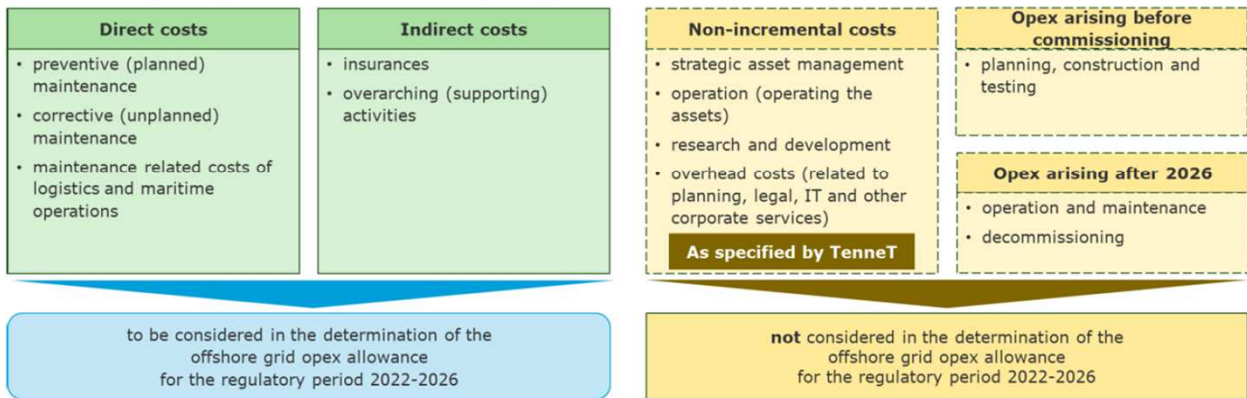 Direct costs
• preventive (planned)
maintenance
• corrective (unplanned)
maintenance
• maintenance related costs of
logistics and maritime
operations
Indirect costs
• insurances
• overarching (supporting)
activities
Non-incremental costs
• strategic asset management
• operation (operating the
assets)
• research and development
• overhead costs (related to
planning, legal, IT and other
corporate services)
As specified by TenneT
Opex arising before
commissioning
• planning, construction and
testing
Opex arising after 2026
• operation and maintenance
• decommissioning
to be considered in the determination of the
offshore grid opex allowance
for the regulatory period 2022-2026
not considered in the determination of the
offshore grid opex allowance
for the regulatory period 2022-2026